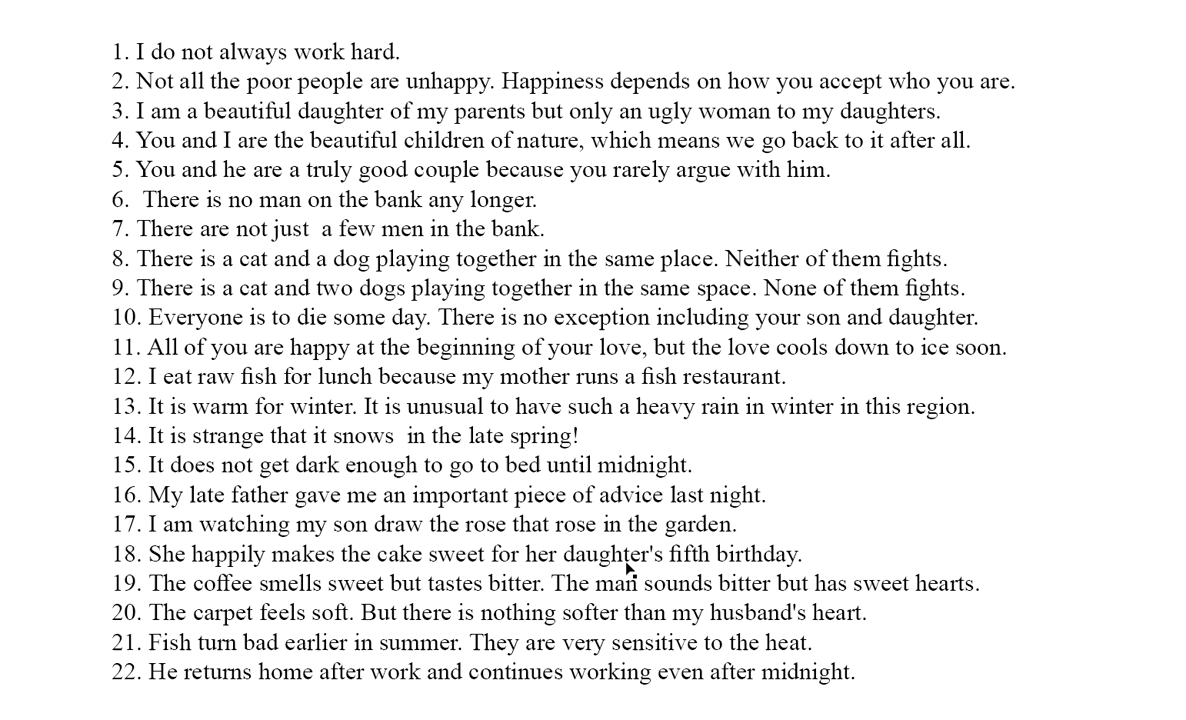 1. I do not always work hard.
2. Not all the poor people are unhappy. Happiness depends on how you accept who you are.
3. I am a beautiful daughter of my parents but only an ugly woman to my daughters.
4. You and I are the beautiful children of nature, which means we go back to it after all.
5. You and he are a truly good couple because you rarely argue with him.
6.  There is no man on the bank any longer.
7. There are not just  a few men in the bank.
8. There is a cat and a dog playing together in the same place. Neither of them fights.
9. There is a cat and two dogs playing together in the same space. None of them fights.
10. Everyone is to die some day. There is no exception including your son and daughter.
11. All of you are happy at the beginning of your love, but the love cools down to ice soon.
12. I eat raw fish for lunch because my mother runs a fish restaurant.
13. It is warm for winter. It is unusual to have such a heavy rain in winter in this region.
14. It is strange that it snows  in the late spring!
15. It does not get dark enough to go to bed until midnight.
16. My late father gave me an important piece of advice last night.
17. I am watching my son draw the rose that rose in the garden.
18. She happily makes the cake sweet for her daughter's fifth birthday.
19. The coffee smells sweet but tastes bitter. The man sounds bitter but has sweet hearts.
20. The carpet feels soft. But there is nothing softer than my husband's heart.
21. Fish turn bad earlier in summer. They are very sensitive to the heat.
22. He returns home after work and continues working even after midnight.